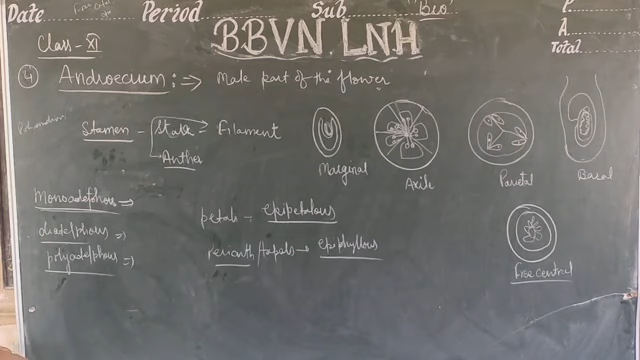 Date Period Sub "Bio" P
A
Total
BBVN LNH
Class - XI
④ Androecium :⇒ Male part of the flower
Stamen - Stalk ⇒ Filament
Anther
Marginal Axile Parietal Basal
Monoadelphous →
diadelphous ⇒
polyadelphous ⇒
petals - epipetalous
perianth/tapels → epiphyllous
Free central